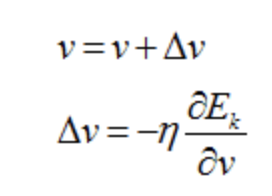 v = v + Δv
Δv = −η ∂E_k / ∂v